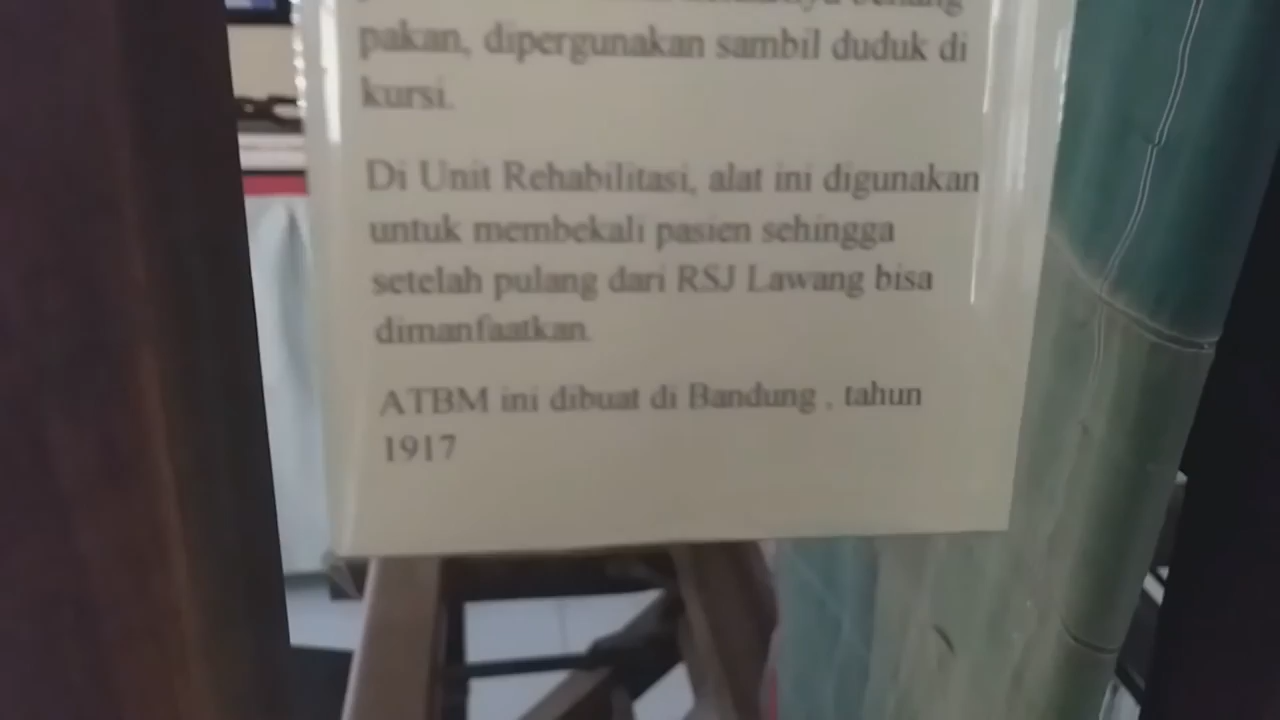 pakan, dipergunakan sambil duduk di
kursi.
Di Unit Rehabilitasi, alat ini digunakan
untuk membekali pasien sehingga
setelah pulang dari RSJ Lawang bisa
dimanfaatkan.
ATBM ini dibuat di Bandung , tahun
1917